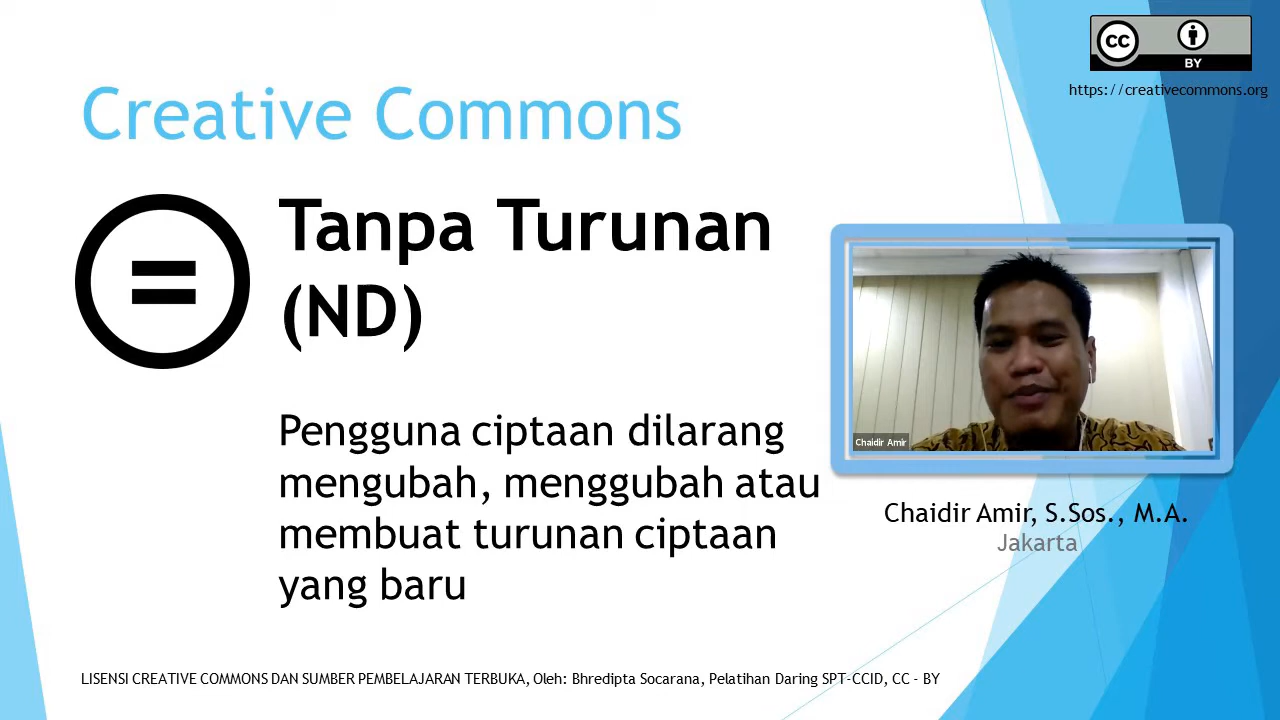 Creative Commons
cc
BY
https://creativecommons.org
=
Tanpa Turunan
(ND)
Pengguna ciptaan dilarang
mengubah, menggubah atau
membuat turunan ciptaan
yang baru
Chaidir Amir
Chaidir Amir, S.Sos., M.A.
Jakarta
LISENSI CREATIVE COMMONS DAN SUMBER PEMBELAJARAN TERBUKA, Oleh: Bhredipta Socarana, Pelatihan Daring SPT-CCID, CC - BY